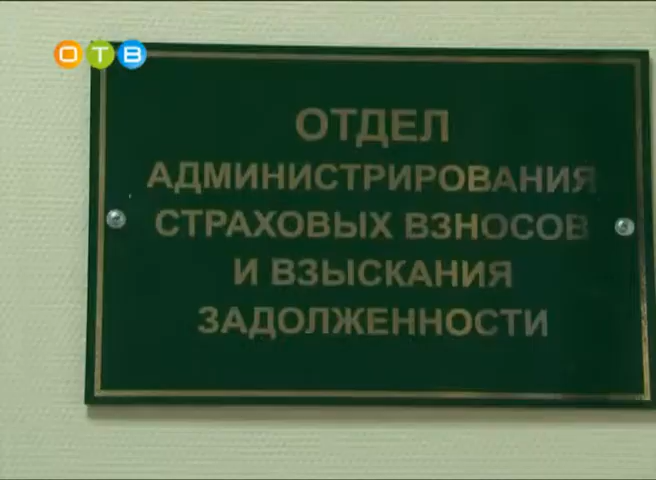 ОТВ
ОТДЕЛ
АДМИНИСТРИРОВАНИЯ
СТРАХОВЫХ ВЗНОСОВ
И ВЗЫСКАНИЯ
ЗАДОЛЖЕННОСТИ